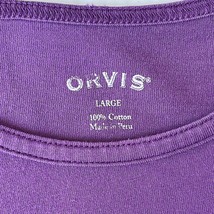 ORVIS®
LARGE
100% Cotton
Made in Peru